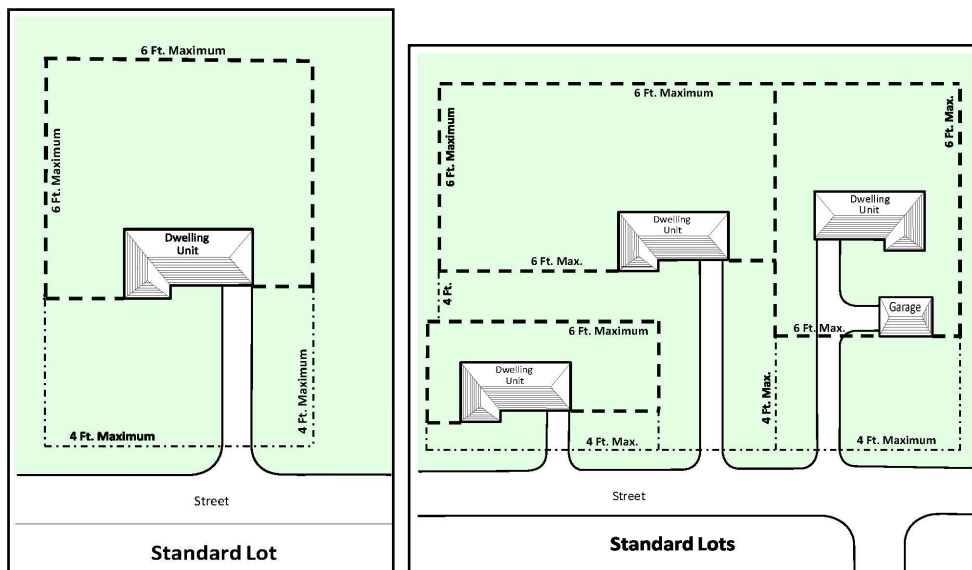 6 Ft. Maximum
6 Ft. Maximum
Dwelling
Unit
4 Ft. Maximum
4 Ft. Maximum
Street
Standard Lot
6 Ft. Maximum
6 Ft. Maximum
6 Ft. Max.
Dwelling
Unit
Dwelling
Unit
6 Ft. Max.
4 Ft.
Garage
6 Ft. Maximum
6 Ft. Max.
Dwelling
Unit
4 Ft. Max.
4 Ft. Max.
4 Ft. Maximum
Street
Standard Lots